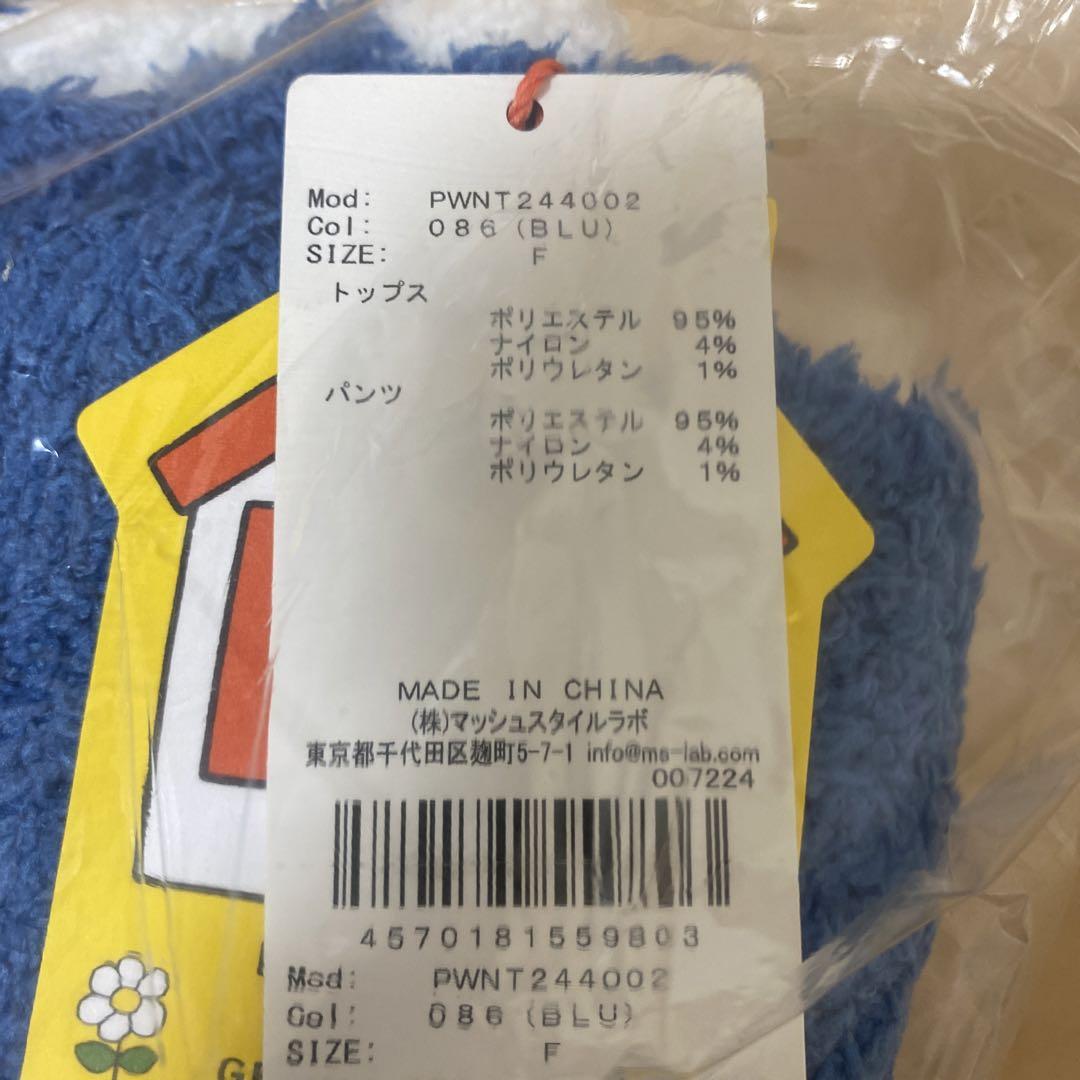 Mod: PWNT244002
Col: 086(BLU)
SIZE: F
トップス
ポリエステル 95%
ナイロン 4%
ポリウレタン 1%
パンツ
ポリエステル 95%
ナイロン 4%
ポリウレタン 1%
MADE IN CHINA
(株)マッシュスタイルラボ
東京都千代田区麹町5-7-1 info@ms-lab.com
007224
4570181559803
Mod: PWNT244002
Col: 086(BLU)
SIZE: F